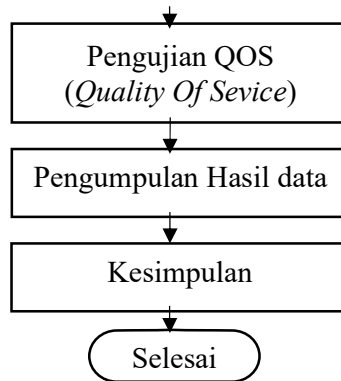 Pengujian QOS
(Quality Of Sevice)
Pengumpulan Hasil data
Kesimpulan
Selesai